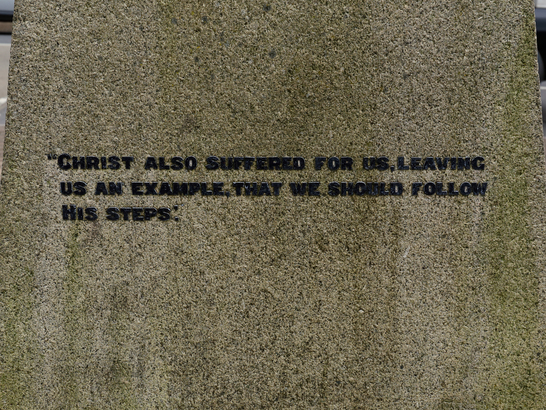 "CHRIST ALSO SUFFERED FOR US, LEAVING
US AN EXAMPLE, THAT WE SHOULD FOLLOW
HIS STEPS."